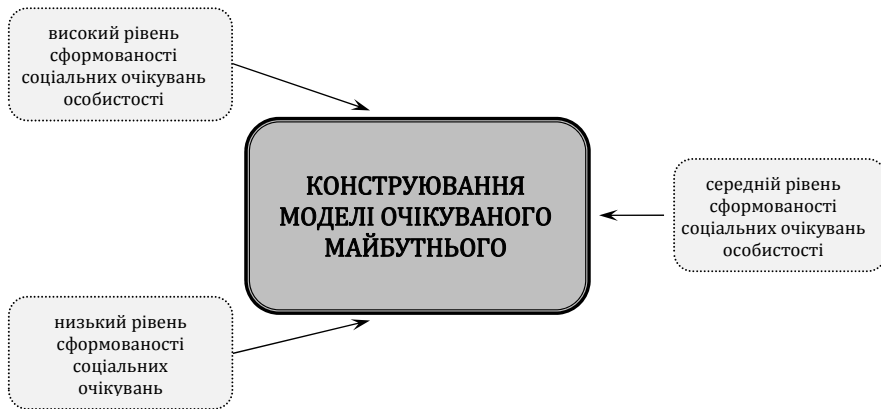 високий рівень
сформованості
соціальних очікувань
особистості
КОНСТРУЮВАННЯ
МОДЕЛІ ОЧІКУВАНОГО
МАЙБУТНЬОГО
середній рівень
сформованості
соціальних очікувань
особистості
низький рівень
сформованості
соціальних
очікувань